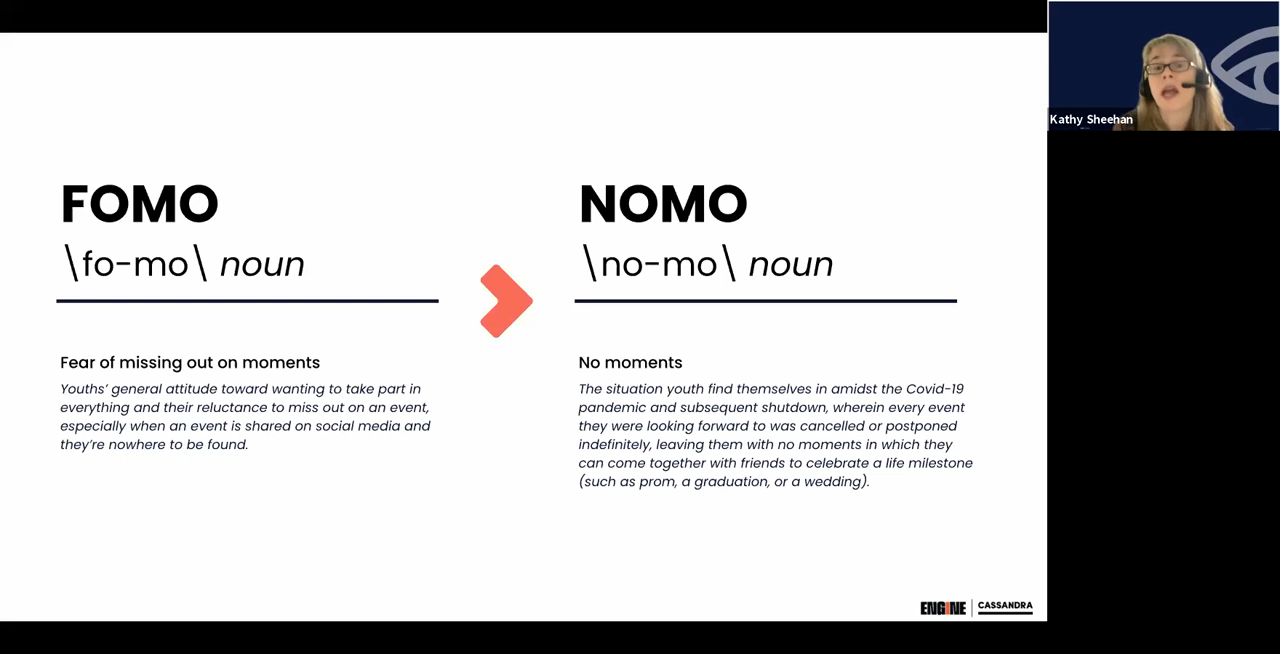 FOMO
\fo-mo\ noun
Fear of missing out on moments
Youths’ general attitude toward wanting to take part in
everything and their reluctance to miss out on an event,
especially when an event is shared on social media and
they’re nowhere to be found.
NOMO
\no-mo\ noun
No moments
The situation youth find themselves in amidst the Covid-19
pandemic and subsequent shutdown, wherein every event
they were looking forward to was cancelled or postponed
indefinitely, leaving them with no moments in which they
can come together with friends to celebrate a life milestone
(such as prom, a graduation, or a wedding).
ENGINE | CASSANDRA
Kathy Sheehan